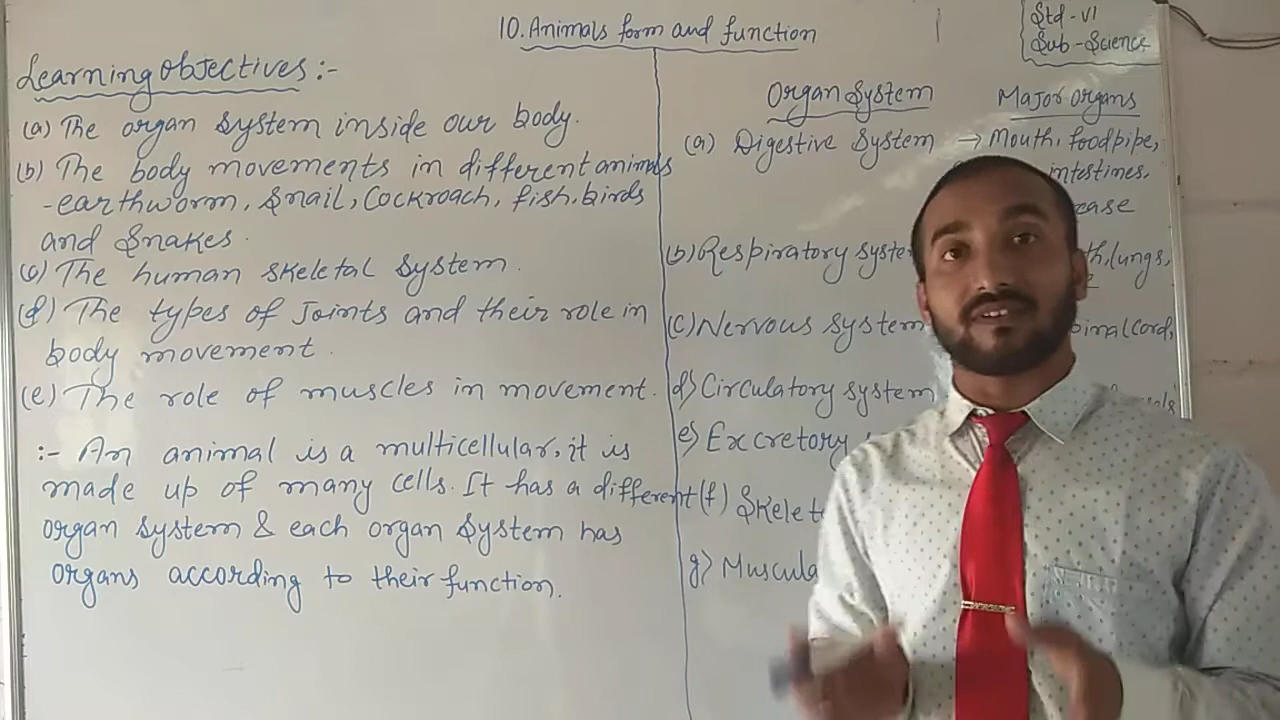 10. Animals form and function
Std - VI
Sub - Science
Learning Objectives :-
(a) The organ system inside our body.
(b) The body movements in different animals
- earthworm, Snail, Cockroach, fish, birds
and Snakes.
(c) The human skeletal system.
(d) The types of Joints and their role in
body movement.
(e) The role of muscles in movement.
:- An animal is a multicellular, it is
made up of many cells. It has a different
organ system & each organ system has
organs according to their function.
Organ System
Major organs
(a) Digestive System → Mouth, foodpipe,
intestines,
(b) Respiratory
lungs,
(c) Nervous System
cord,
d) Circulatory system
e) Excretory
(f)
g)